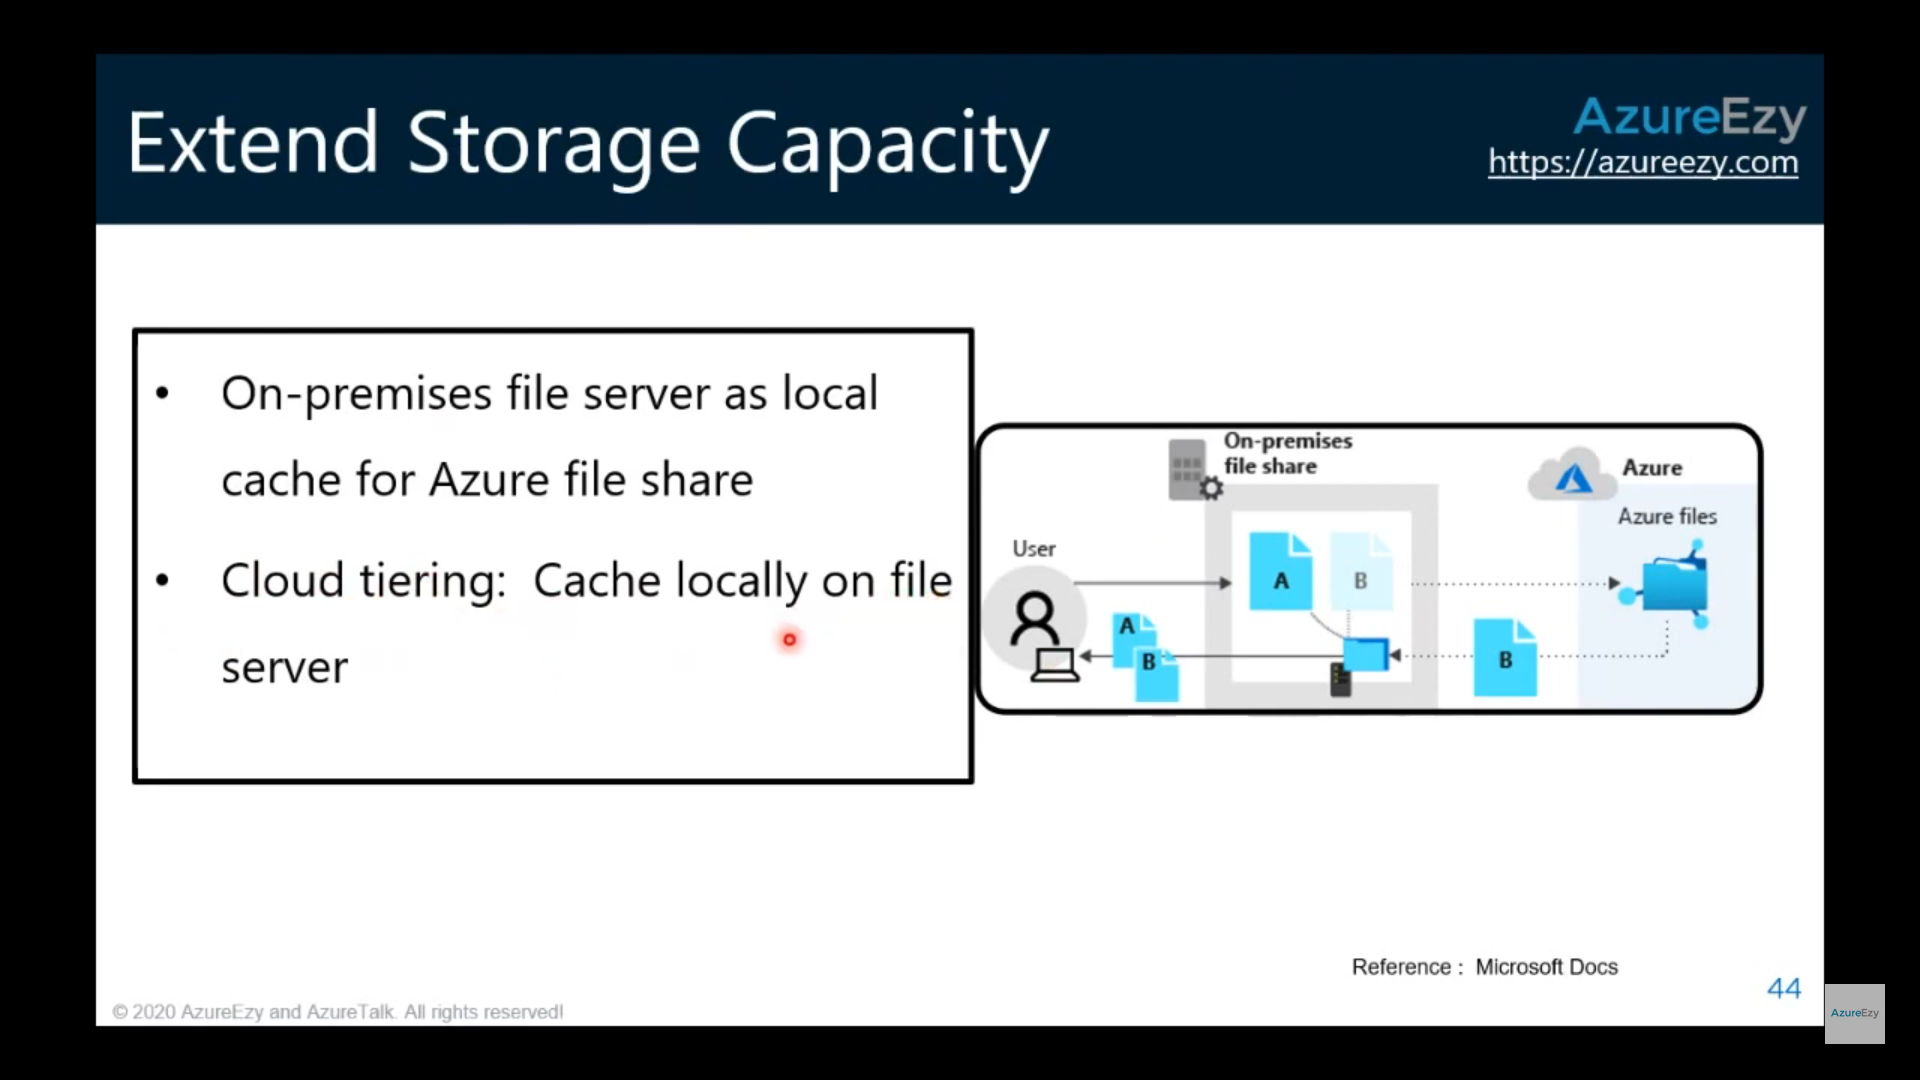 Extend Storage Capacity
AzureEzy
https://azureezy.com
• On-premises file server as local
cache for Azure file share
• Cloud tiering: Cache locally on file
server
On-premises
file share
Azure
Azure files
User
A
B
A
B
B
Reference : Microsoft Docs
44
© 2020 AzureEzy and AzureTalk. All rights reserved!
AzureEzy